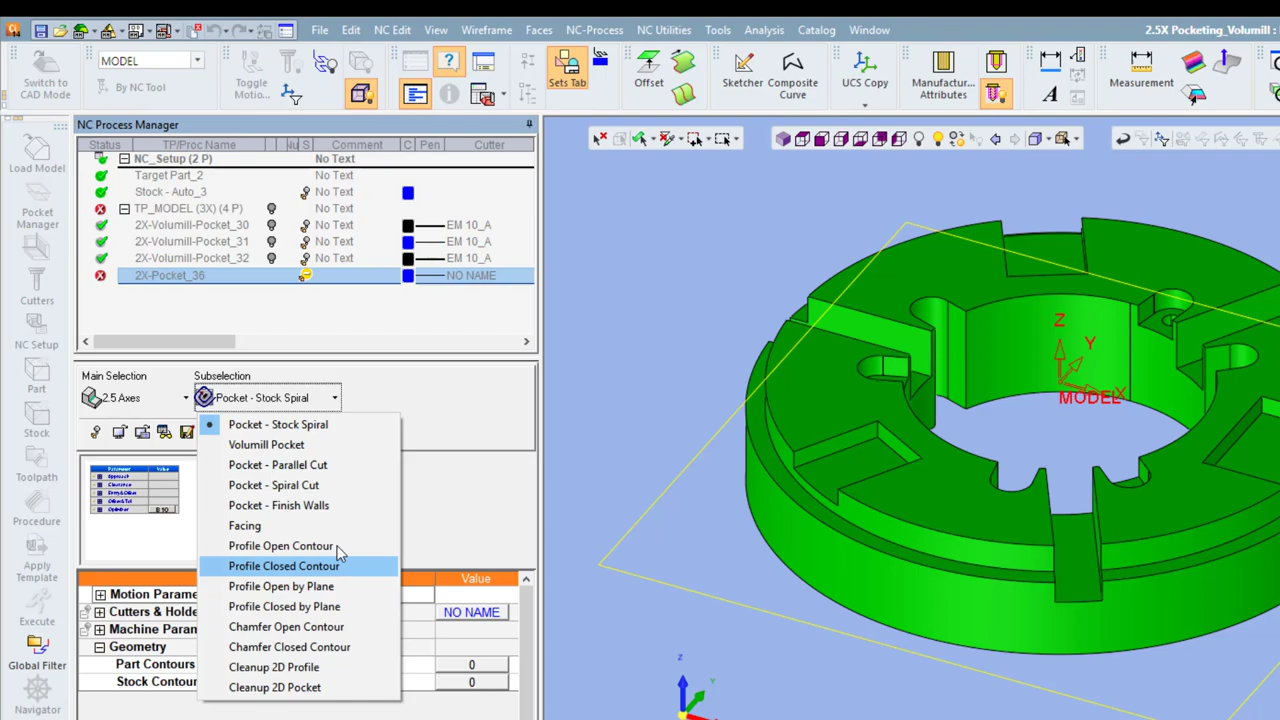 File Edit NC Edit View Wireframe Faces NC-Process NC Utilities Tools Analysis Catalog Window 2.5X Pocketing_Volumill :
MODEL
By NC Tool
Switch to CAD Mode
Toggle Motion...
Sets Tab
Offset
Sketcher
Composite Curve
UCS Copy
Manufactur... Attributes
Measurement
NC Process Manager
Status TP/Proc Name Nu S Comment C Pen Cutter
NC_Setup (2 P) No Text
Target Part_2 No Text
Stock - Auto_3 No Text
TP_MODEL (3X) (4 P) No Text
2X-Volumill-Pocket_30 No Text EM 10_A
2X-Volumill-Pocket_31 No Text EM 10_A
2X-Volumill-Pocket_32 No Text EM 10_A
2X-Pocket_36 NO NAME
Load Model
Pocket Manager
Cutters
NC Setup
Part
Stock
Toolpath
Procedure
Apply Template
Execute
Global Filter
Navigator
Main Selection Subselection
2.5 Axes Pocket - Stock Spiral
Pocket - Stock Spiral
Volumill Pocket
Pocket - Parallel Cut
Pocket - Spiral Cut
Pocket - Finish Walls
Facing
Profile Open Contour
Profile Closed Contour
Profile Open by Plane
Profile Closed by Plane
Chamfer Open Contour
Chamfer Closed Contour
Cleanup 2D Profile
Cleanup 2D Pocket
Parameter Value
Approach
Clearance
Value
Motion Parame
Cutters & Holde NO NAME
Machine Param
Geometry
Part Contours 0
Stock Contou 0
Z
Y
X
MODEL
Z
Y